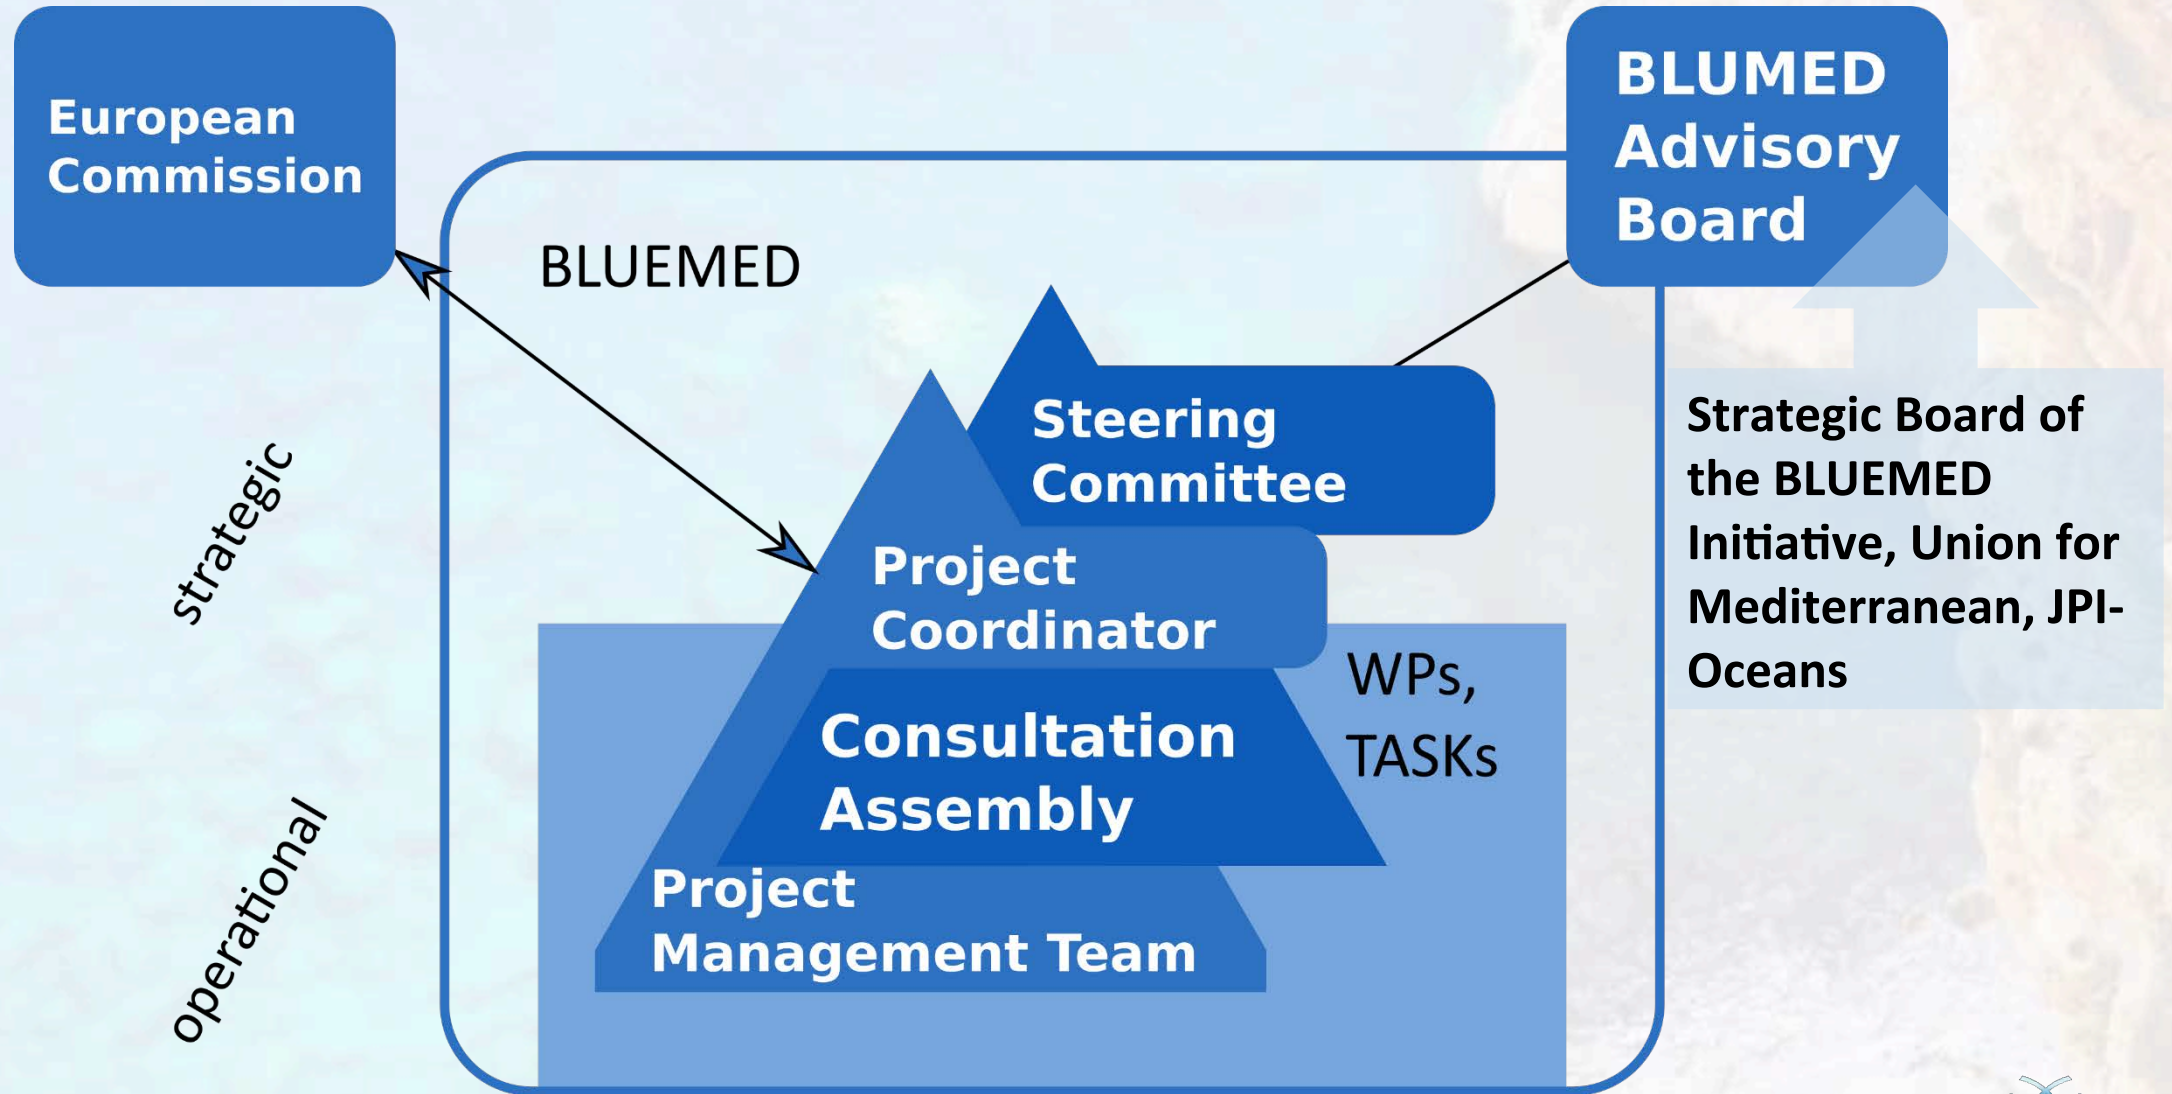 European
Commission
BLUMED
Advisory
Board
BLUEMED
strategic
Steering
Committee
Strategic Board of
the BLUEMED
Initiative, Union for
Mediterranean, JPI-
Oceans
Project
Coordinator
WPs,
TASKs
Consultation
Assembly
operational
Project
Management Team